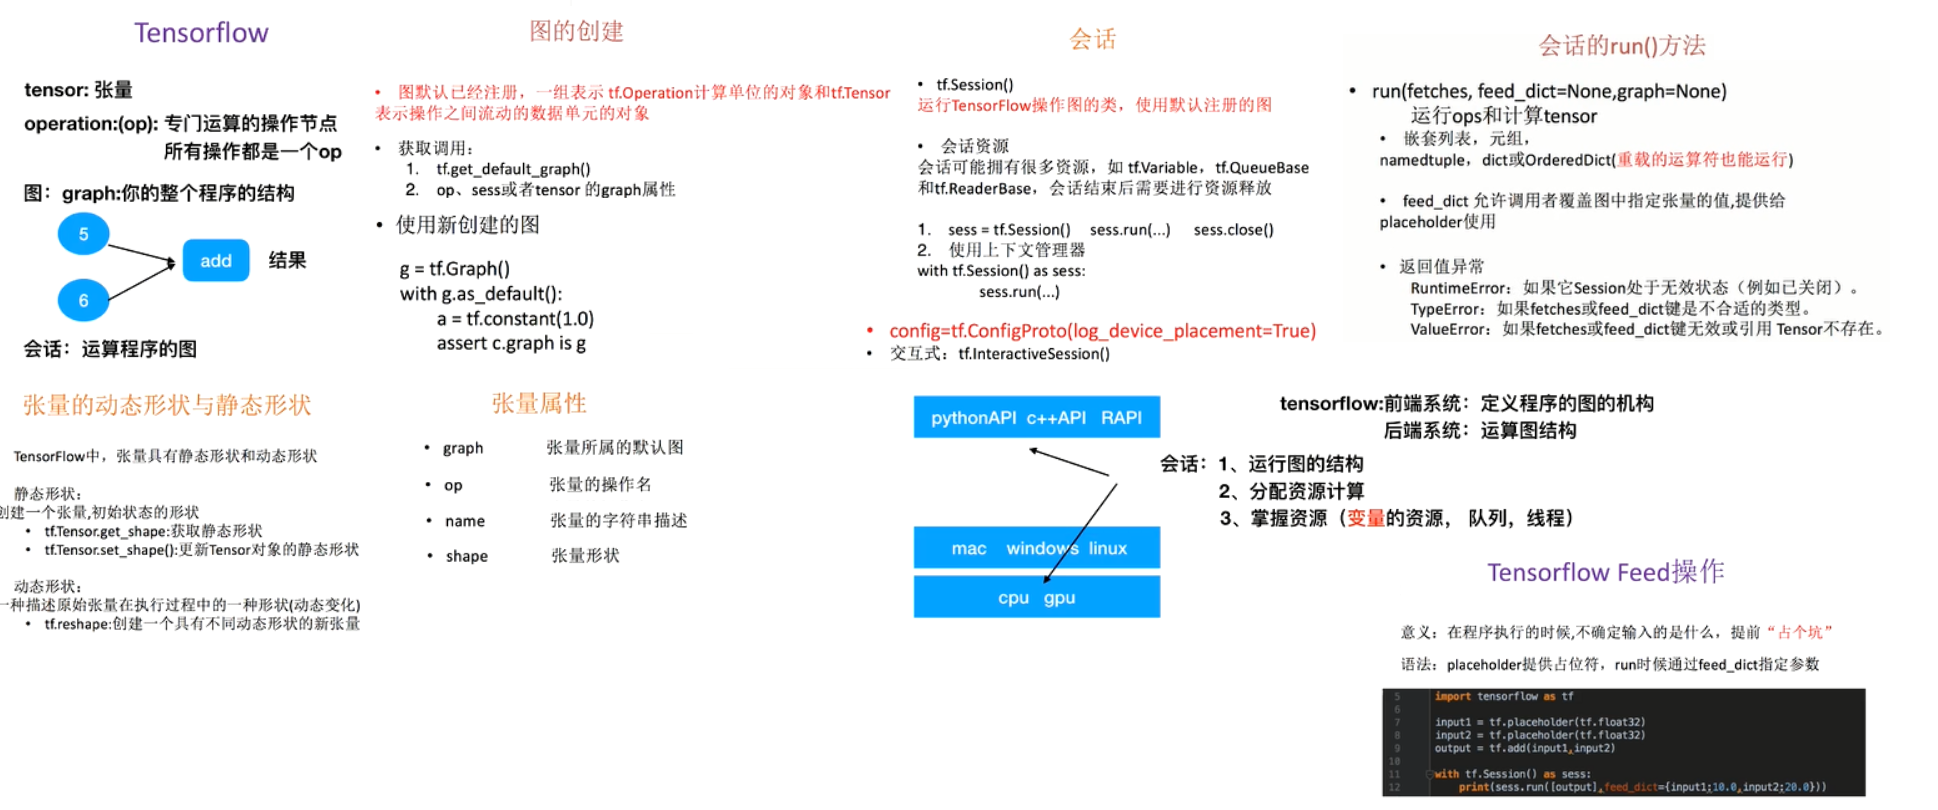 Tensorflow
tensor: 张量
operation:(op): 专门运算的操作节点
所有操作都是一个op
图：graph:你的整个程序的结构
5
add
结果
6
会话：运算程序的图
图的创建
• 图默认已经注册，一组表示 tf.Operation计算单位的对象和tf.Tensor
表示操作之间流动的数据单元的对象
• 获取调用：
1. tf.get_default_graph()
2. op、sess或者tensor 的graph属性
• 使用新创建的图
g = tf.Graph()
with g.as_default():
a = tf.constant(1.0)
assert c.graph is g
会话
• tf.Session()
运行TensorFlow操作图的类，使用默认注册的图
• 会话资源
会话可能拥有很多资源，如 tf.Variable，tf.QueueBase
和tf.ReaderBase，会话结束后需要进行资源释放
1. sess = tf.Session() sess.run(...) sess.close()
2. 使用上下文管理器
with tf.Session() as sess:
sess.run(...)
• config=tf.ConfigProto(log_device_placement=True)
• 交互式：tf.InteractiveSession()
会话的run()方法
• run(fetches, feed_dict=None,graph=None)
运行ops和计算tensor
• 嵌套列表，元组，
namedtuple，dict或OrderedDict(重载的运算符也能运行)
• feed_dict 允许调用者覆盖图中指定张量的值,提供给
placeholder使用
• 返回值异常
RuntimeError：如果它Session处于无效状态（例如已关闭）。
TypeError：如果fetches或feed_dict键是不合适的类型。
ValueError：如果fetches或feed_dict键无效或引用 Tensor不存在。
张量的动态形状与静态形状
TensorFlow中，张量具有静态形状和动态形状
静态形状：
创建一个张量,初始状态的形状
• tf.Tensor.get_shape:获取静态形状
• tf.Tensor.set_shape():更新Tensor对象的静态形状
动态形状：
一种描述原始张量在执行过程中的一种形状(动态变化)
• tf.reshape:创建一个具有不同动态形状的新张量
张量属性
• graph 张量所属的默认图
• op 张量的操作名
• name 张量的字符串描述
• shape 张量形状
pythonAPI c++API RAPI
mac windows linux
cpu gpu
tensorflow:前端系统：定义程序的图的机构
后端系统：运算图结构
会话：1、运行图的结构
2、分配资源计算
3、掌握资源（变量的资源，队列，线程）
Tensorflow Feed操作
意义：在程序执行的时候,不确定输入的是什么，提前“占个坑”
语法：placeholder提供占位符，run时候通过feed_dict指定参数
5 import tensorflow as tf
6
7 input1 = tf.placeholder(tf.float32)
8 input2 = tf.placeholder(tf.float32)
9 output = tf.add(input1,input2)
10
11 with tf.Session() as sess:
12 print(sess.run([output],feed_dict={input1:10.0,input2:20.0}))